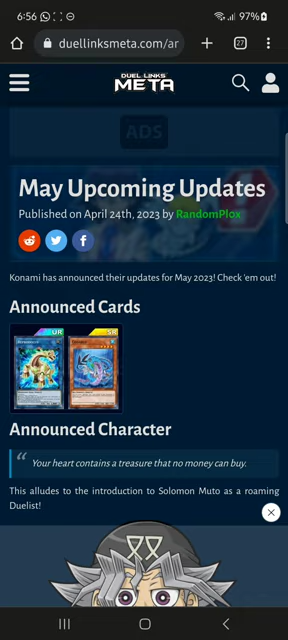 6:56
97%
duellinksmeta.com/ar
27
DUEL LINKS
META
ADS
May Upcoming Updates
Published on April 24th, 2023 by RandomPlox
Konami has announced their updates for May 2023! Check 'em out!
Announced Cards
UR
SR
Announced Character
Your heart contains a treasure that no money can buy.
This alludes to the introduction to Solomon Muto as a roaming
Duelist!